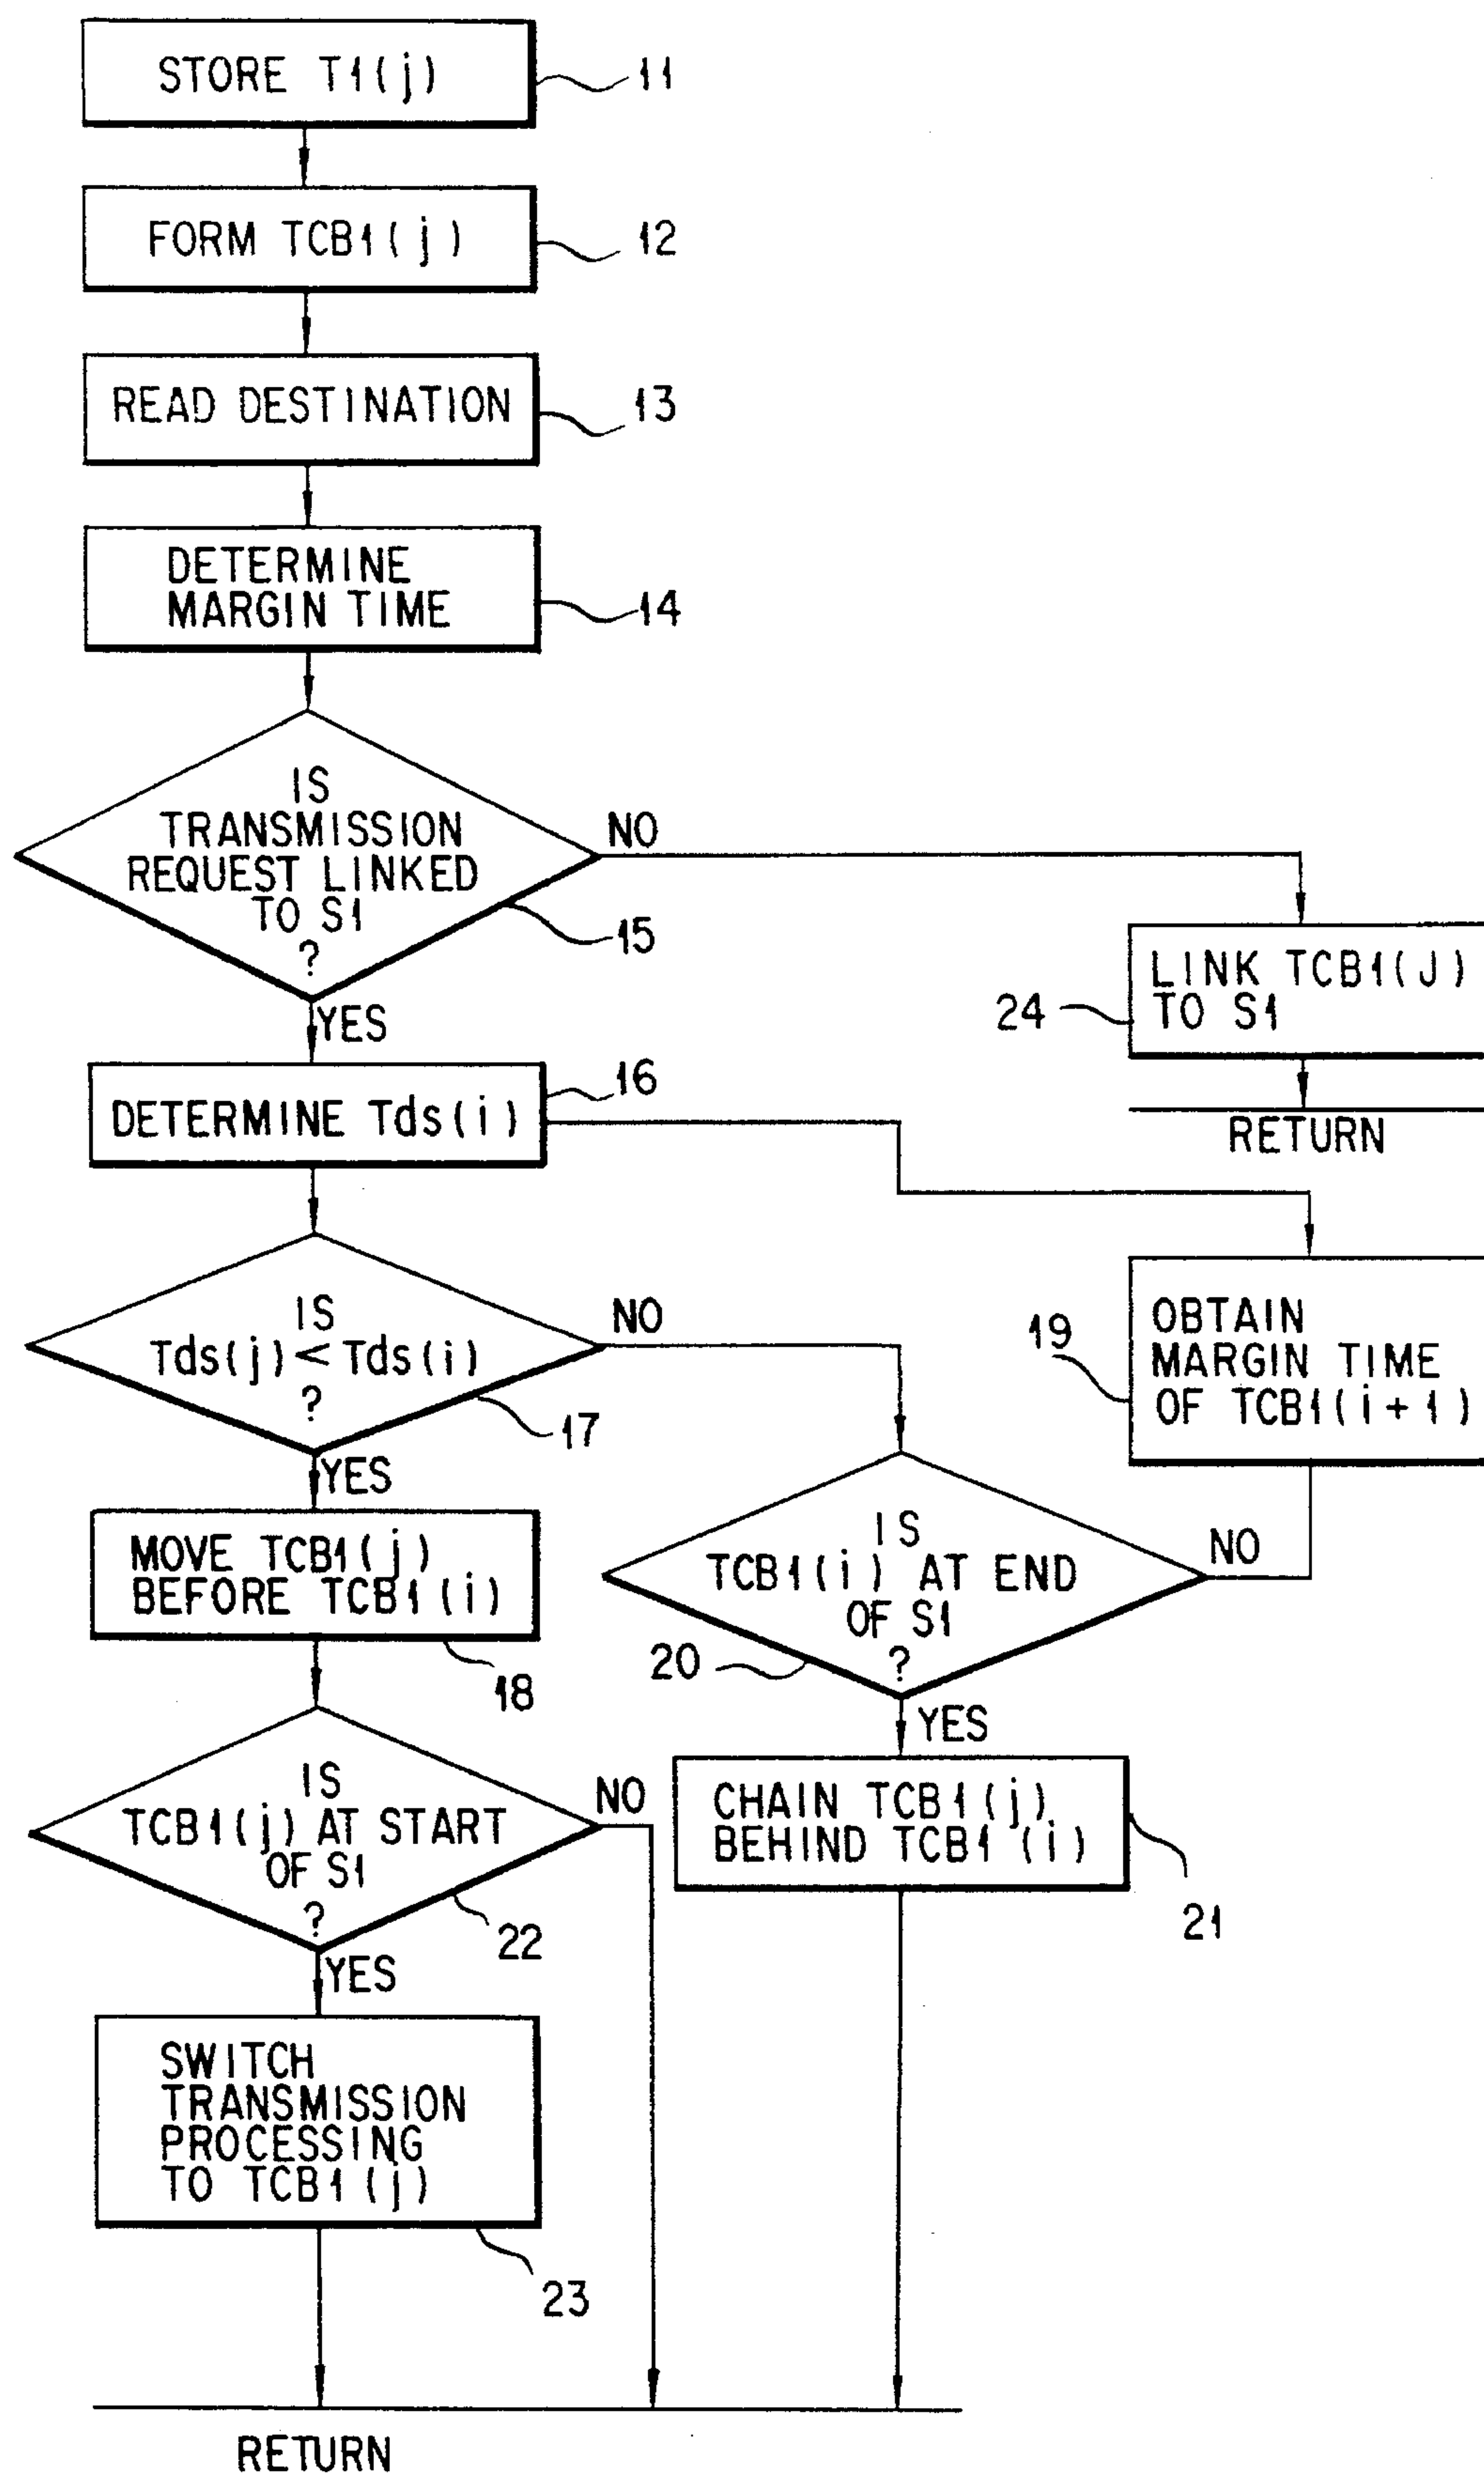 STORE T1(j)
11
FORM TCB1(j)
12
READ DESTINATION
13
DETERMINE
MARGIN TIME
14
IS
TRANSMISSION
REQUEST LINKED
TO S1
?
15
NO
YES
LINK TCB1(J)
TO S1
24
RETURN
DETERMINE Tds(i)
16
IS
Tds(j) < Tds(i)
?
17
NO
YES
OBTAIN
MARGIN TIME
OF TCB1(i+1)
19
MOVE TCB1(j)
BEFORE TCB1(i)
18
IS
TCB1(i) AT END
OF S1
?
20
NO
YES
IS
TCB1(j) AT START
OF S1
?
22
NO
YES
CHAIN TCB1(j)
BEHIND TCB1(i)
21
SWITCH
TRANSMISSION
PROCESSING
TO TCB1(j)
23
RETURN